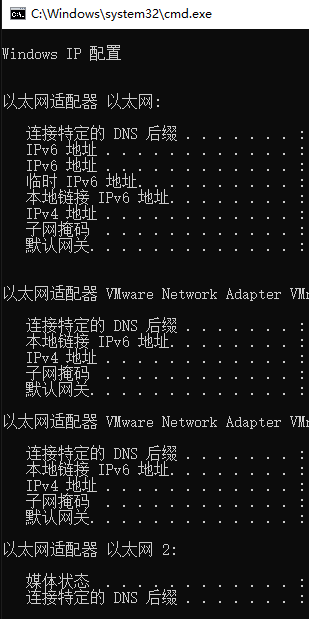 C:\Windows\system32\cmd.exe
Windows IP 配置
以太网适配器 以太网:
连接特定的 DNS 后缀 . . . . . . . . :
IPv6 地址 . . . . . . . . . . . . . :
IPv6 地址 . . . . . . . . . . . . . :
临时 IPv6 地址. . . . . . . . . . . :
本地链接 IPv6 地址. . . . . . . . . :
IPv4 地址 . . . . . . . . . . . . . :
子网掩码 . . . . . . . . . . . . . :
默认网关. . . . . . . . . . . . . . :
以太网适配器 VMware Network Adapter
连接特定的 DNS 后缀 . . . . . . . . :
本地链接 IPv6 地址. . . . . . . . . :
IPv4 地址 . . . . . . . . . . . . . :
子网掩码 . . . . . . . . . . . . . :
默认网关. . . . . . . . . . . . . . :
以太网适配器 VMware Network Adapter
连接特定的 DNS 后缀 . . . . . . . . :
本地链接 IPv6 地址. . . . . . . . . :
IPv4 地址 . . . . . . . . . . . . . :
子网掩码 . . . . . . . . . . . . . :
默认网关. . . . . . . . . . . . . . :
以太网适配器 以太网 2:
媒体状态 . . . . . . . . . . . . . :
连接特定的 DNS 后缀 . . . . . . . . :